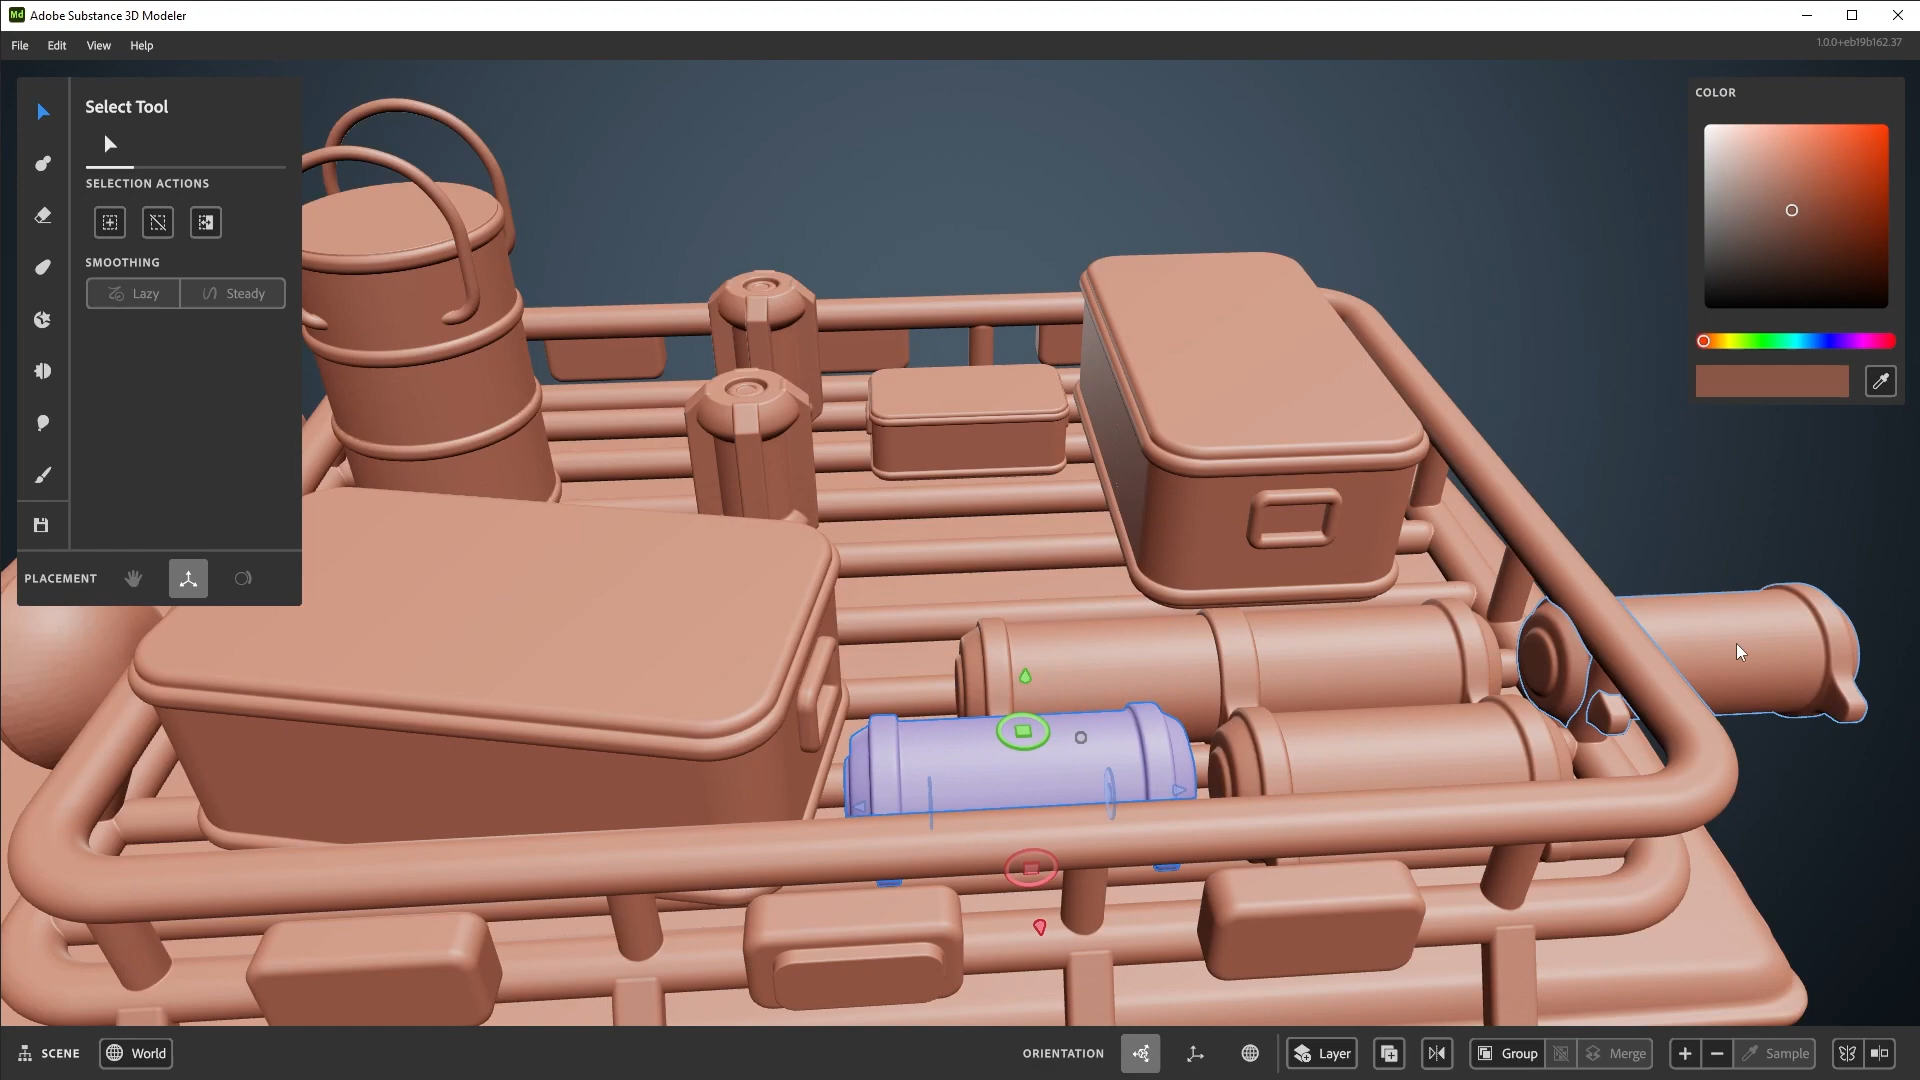 Md Adobe Substance 3D Modeler
File Edit View Help
1.0.0+eb19b162.37
Select Tool
SELECTION ACTIONS
SMOOTHING
Lazy Steady
PLACEMENT
COLOR
SCENE World ORIENTATION Layer Group Merge Sample